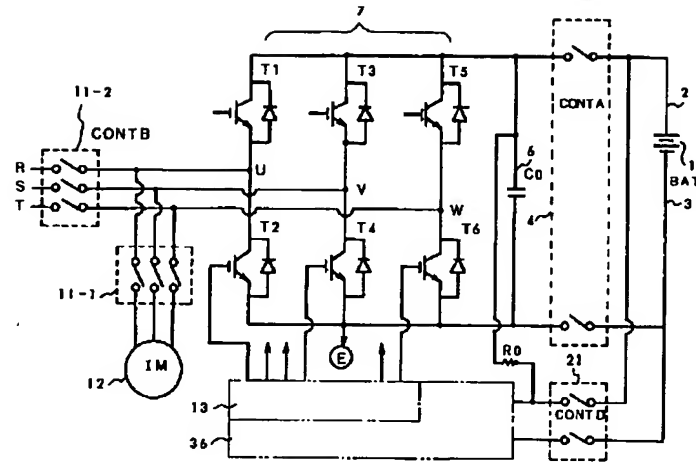 7
T1 T3 T5
11-2
CONTB
CONTA
2
R
S
T
U
V
W
6
C0
1
BAT
3
4
T2 T4 T6
11-1
12
IM
E
R0
21
CONTD
13
36